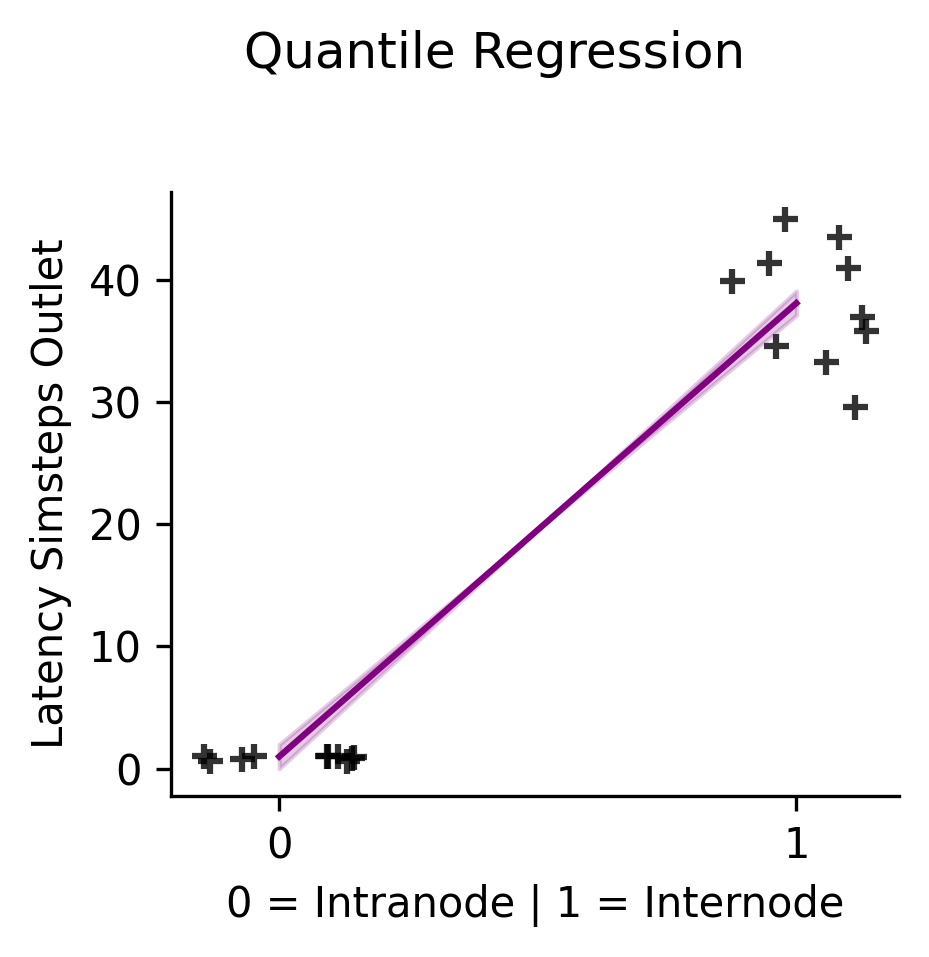 Quantile Regression
Latency Simsteps Outlet
40
30
20
10
0
0 1
0 = Intranode | 1 = Internode